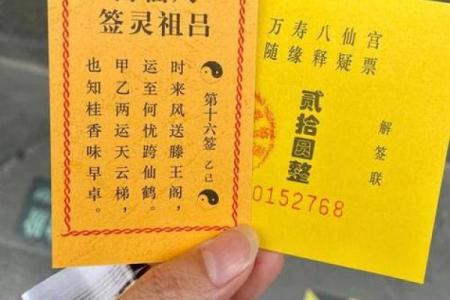 吕祖灵签
第十六签 乙己
时来风送滕王阁，
运至何忧跨仙鹤。
甲乙两运天云梯，
也知桂香味早卓。
万寿八仙宫
随缘释疑票
贰拾圆整
解签联
0152768